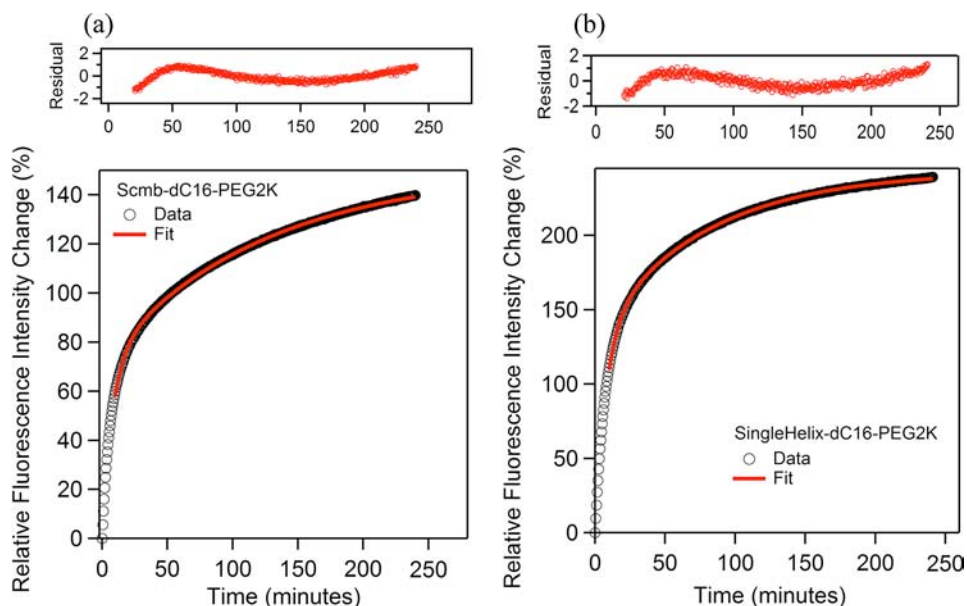 (a)
Residual
2
0
-2
0 50 100 150 200 250
Relative Fluorescence Intensity Change (%)
140
120
100
80
60
40
20
0
Scmb-dC16-PEG2K
Data
Fit
0 50 100 150 200 250
Time (minutes)
(b)
Residual
2
0
-2
0 50 100 150 200 250
Relative Fluorescence Intensity Change (%)
200
150
100
50
0
SingleHelix-dC16-PEG2K
Data
Fit
0 50 100 150 200 250
Time (minutes)